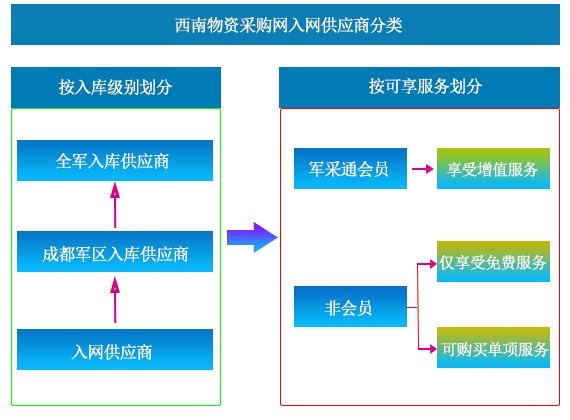 西南物资采购网入网供应商分类
按入库级别划分
全军入库供应商
成都军区入库供应商
入网供应商
按可享服务划分
军采通会员
享受增值服务
仅享受免费服务
非会员
可购买单项服务